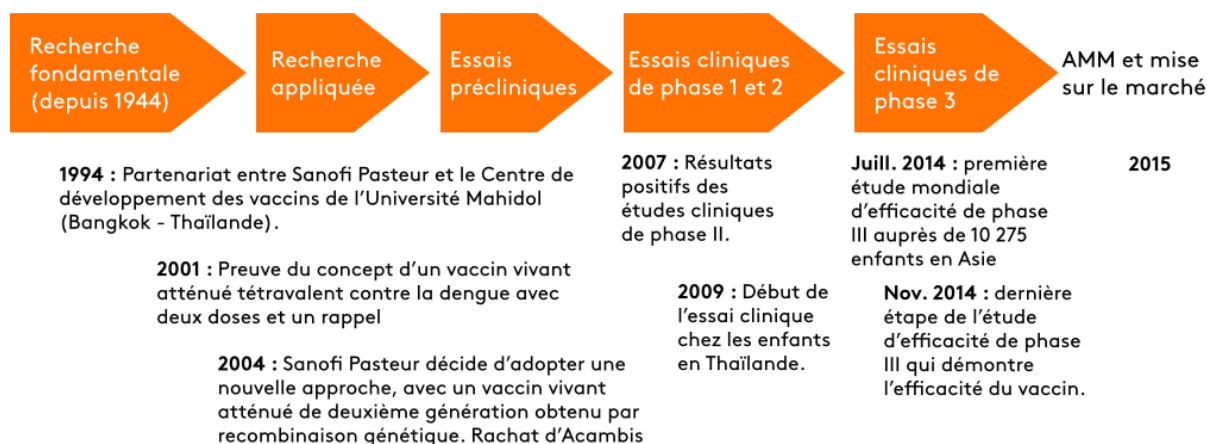 Recherche
fondamentale
(depuis 1944)
Recherche
appliquée
Essais
précliniques
Essais cliniques
de phase 1 et 2
Essais
cliniques de
phase 3
AMM et mise
sur le marché
1994 : Partenariat entre Sanofi Pasteur et le Centre de
développement des vaccins de l’Université Mahidol
(Bangkok - Thaïlande).
2001 : Preuve du concept d’un vaccin vivant
atténué tétravalent contre la dengue avec
deux doses et un rappel
2004 : Sanofi Pasteur décide d’adopter une
nouvelle approche, avec un vaccin vivant
atténué de deuxième génération obtenu par
recombinaison génétique. Rachat d’Acambis
2007 : Résultats
positifs des
études cliniques
de phase II.
2009 : Début de
l’essai clinique
chez les enfants
en Thaïlande.
Juill. 2014 : première
étude mondiale
d’efficacité de phase
III auprès de 10 275
enfants en Asie
Nov. 2014 : dernière
étape de l’étude
d’efficacité de phase
III qui démontre
l’efficacité du vaccin.
2015